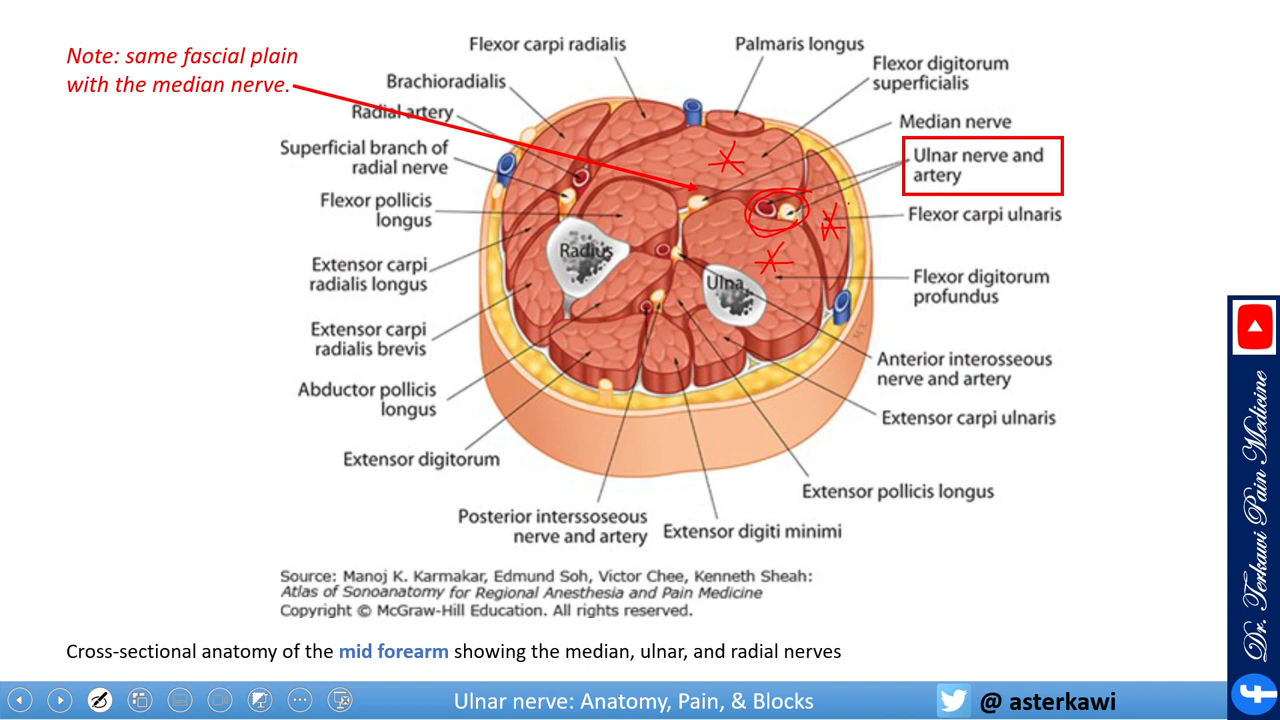 Note: same fascial plain
with the median nerve.
Flexor carpi radialis
Palmaris longus
Brachioradialis
Flexor digitorum
superficialis
Radial artery
Median nerve
Superficial branch of
radial nerve
Ulnar nerve and
artery
Flexor pollicis
longus
Flexor carpi ulnaris
Radius
Ulna
Extensor carpi
radialis longus
Flexor digitorum
profundus
Extensor carpi
radialis brevis
Anterior interosseous
nerve and artery
Abductor pollicis
longus
Extensor carpi ulnaris
Extensor digitorum
Extensor pollicis longus
Posterior interssoseous
nerve and artery
Extensor digiti minimi
Source: Manoj K. Karmakar, Edmund Soh, Victor Chee, Kenneth Sheah:
Atlas of Sonoanatomy for Regional Anesthesia and Pain Medicine
Copyright © McGraw-Hill Education. All rights reserved.
Cross-sectional anatomy of the mid forearm showing the median, ulnar, and radial nerves
Ulnar nerve: Anatomy, Pain, & Blocks
@ asterkawi
Dr. Terkawi Pain Medicine